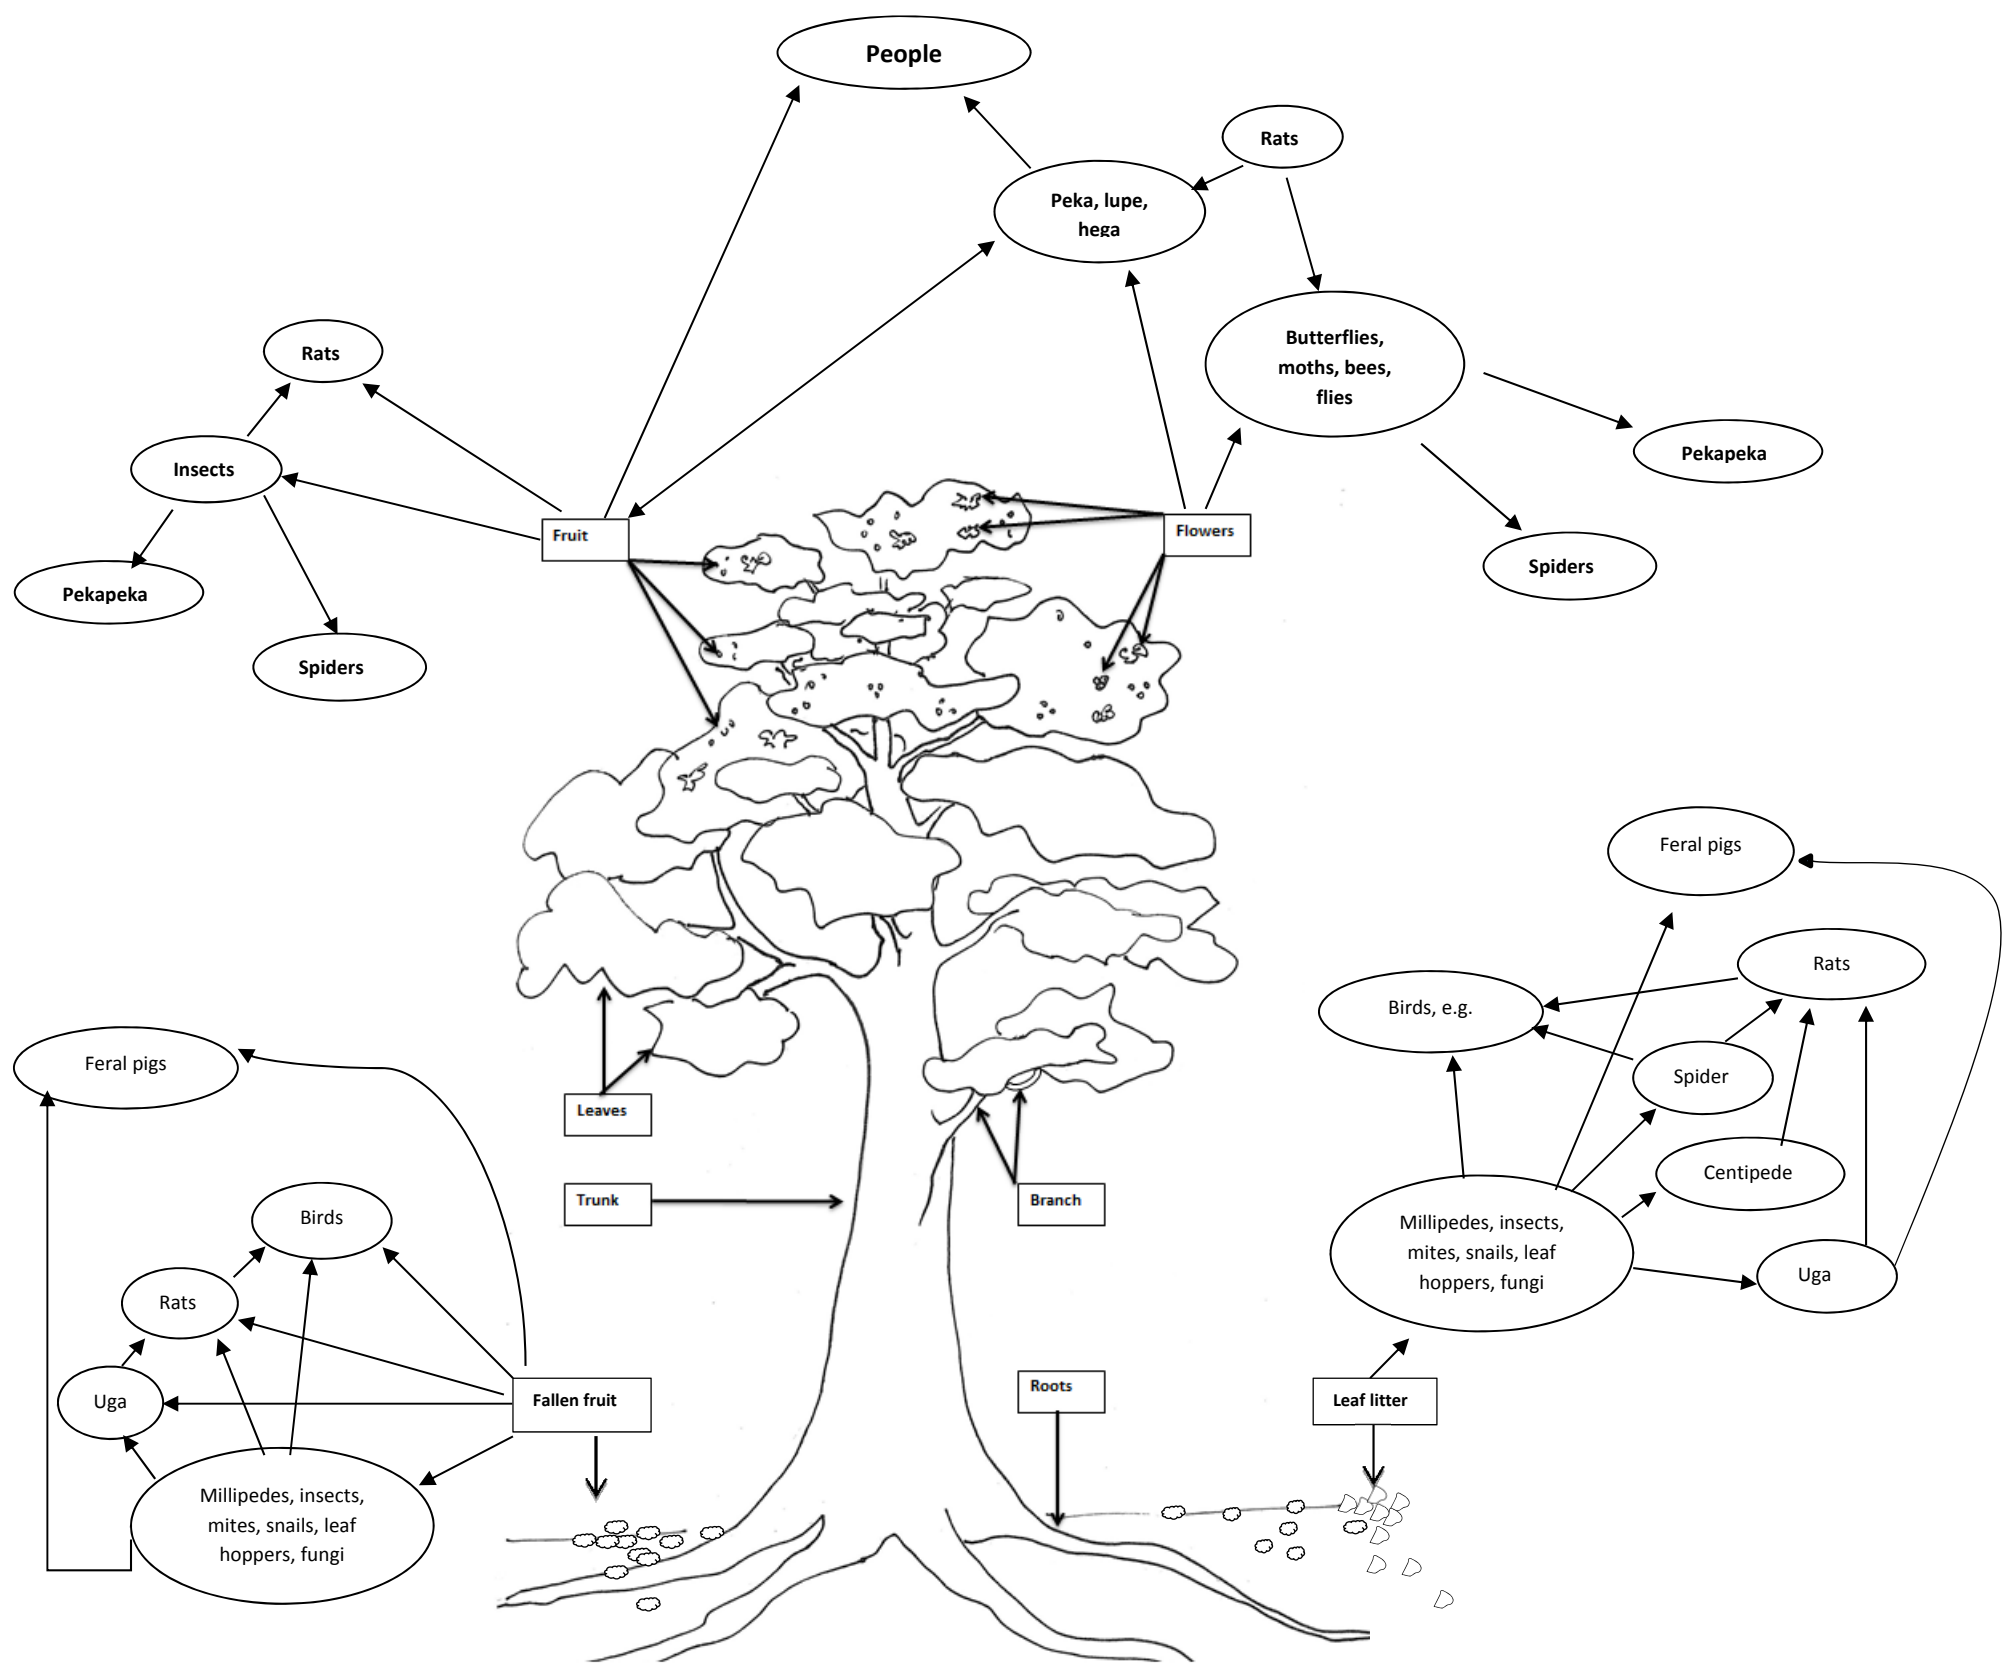 People
Rats
Peka, lupe,
hega
Butterflies,
moths, bees,
flies
Pekapeka
Spiders
Rats
Insects
Pekapeka
Spiders
Fruit
Flowers
Leaves
Trunk
Branch
Roots
Feral pigs
Birds
Rats
Uga
Fallen fruit
Millipedes, insects,
mites, snails, leaf
hoppers, fungi
Feral pigs
Rats
Birds, e.g.
Spider
Centipede
Millipedes, insects,
mites, snails, leaf
hoppers, fungi
Uga
Leaf litter